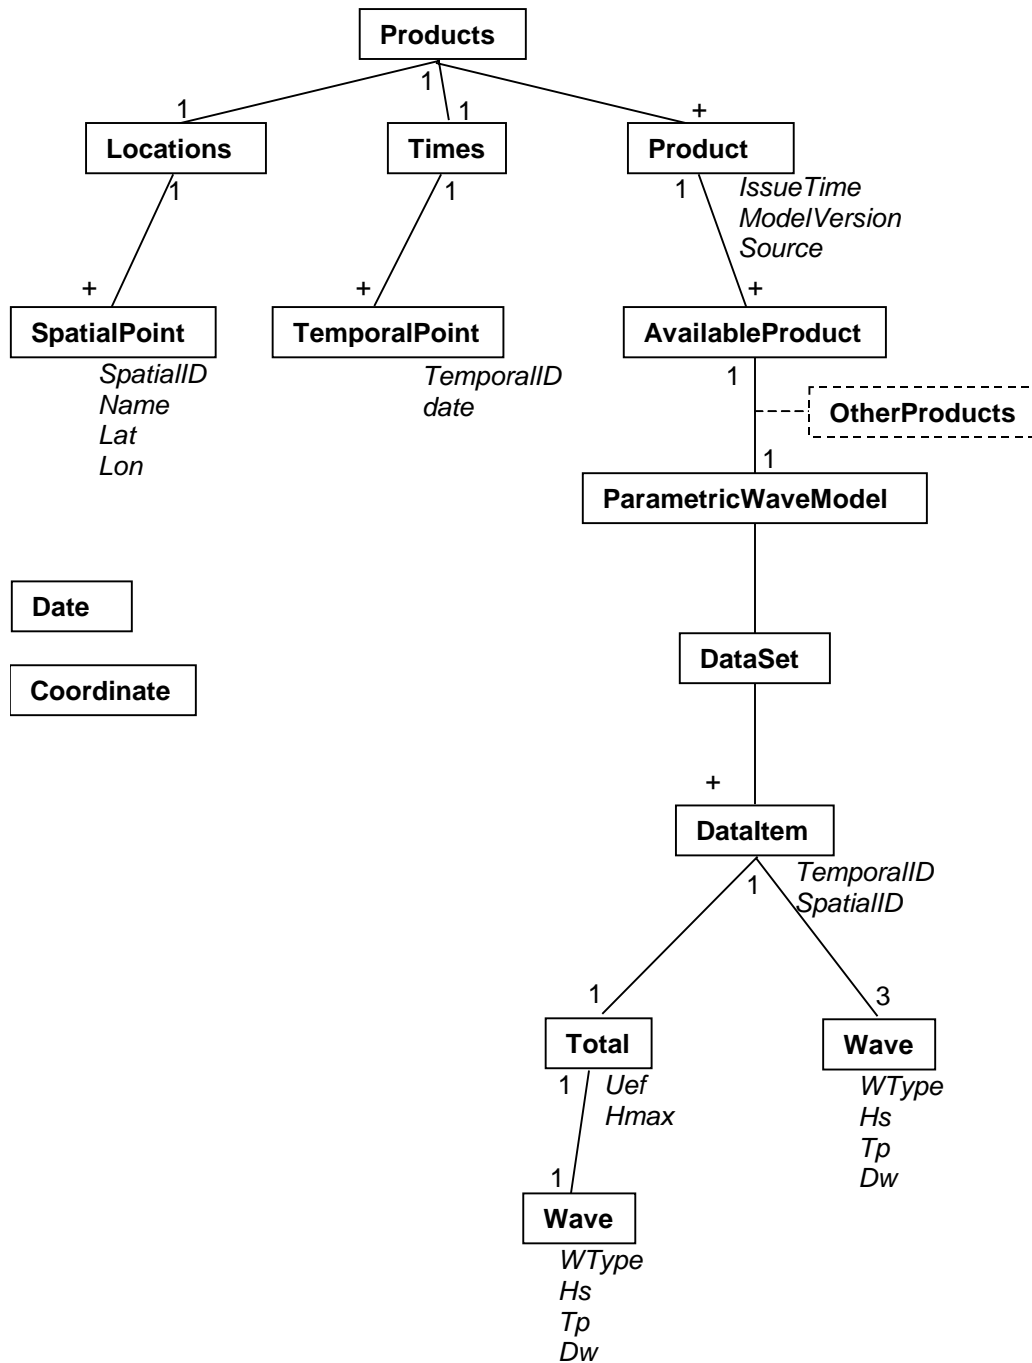 Products
1
1
1
+
Locations
Times
Product
1
1
1
IssueTime
ModelVersion
Source
+
+
+
SpatialPoint
TemporalPoint
AvailableProduct
SpatialID
Name
Lat
Lon
TemporalID
date
1
OtherProducts
1
ParametricWaveModel
Date
DataSet
Coordinate
+
DataItem
1
TemporalID
SpatialID
1
3
Total
Wave
1
Uef
Hmax
WType
Hs
Tp
Dw
1
Wave
WType
Hs
Tp
Dw